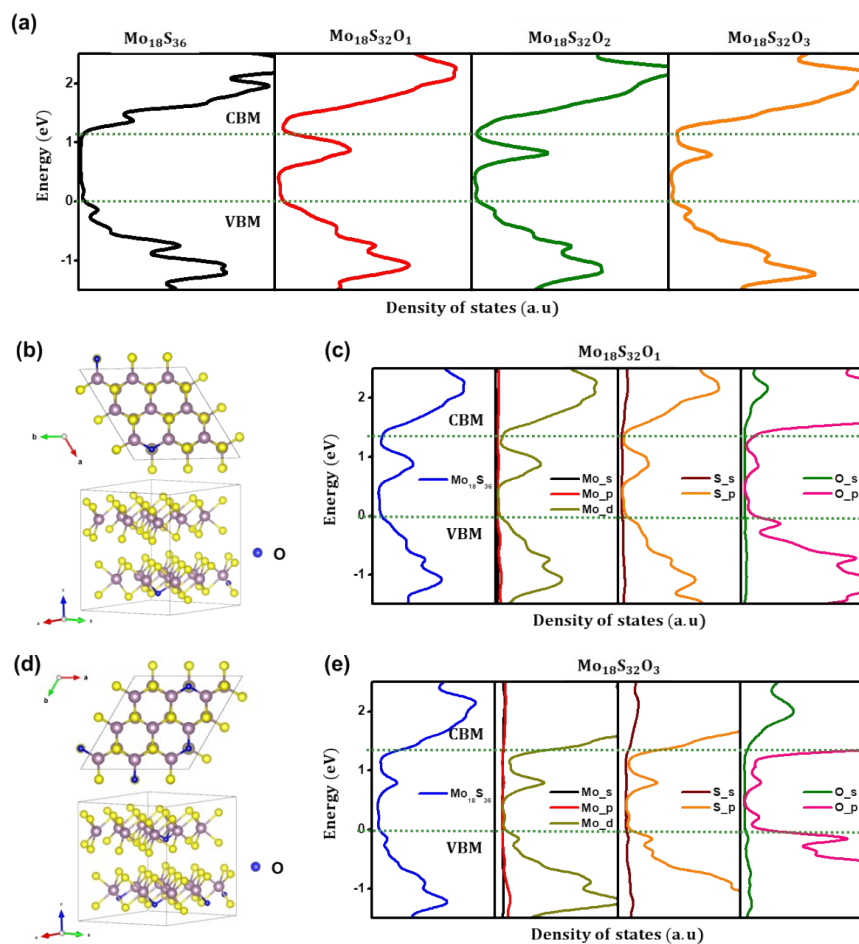 (a)
Mo18S36
Mo18S32O1
Mo18S32O2
Mo18S32O3
Energy (eV)
2
1
0
-1
CBM
VBM
Density of states (a.u)
(b)
b
a
O
(c)
Mo18S32O1
Energy (eV)
2
1
0
-1
CBM
VBM
Mo18S36
Mo_s
Mo_p
Mo_d
S_s
S_p
O_s
O_p
Density of states (a.u)
(d)
a
b
O
(e)
Mo18S32O3
Energy (eV)
2
1
0
-1
CBM
VBM
Mo18S36
Mo_s
Mo_p
Mo_d
S_s
S_p
O_s
O_p
Density of states (a.u)